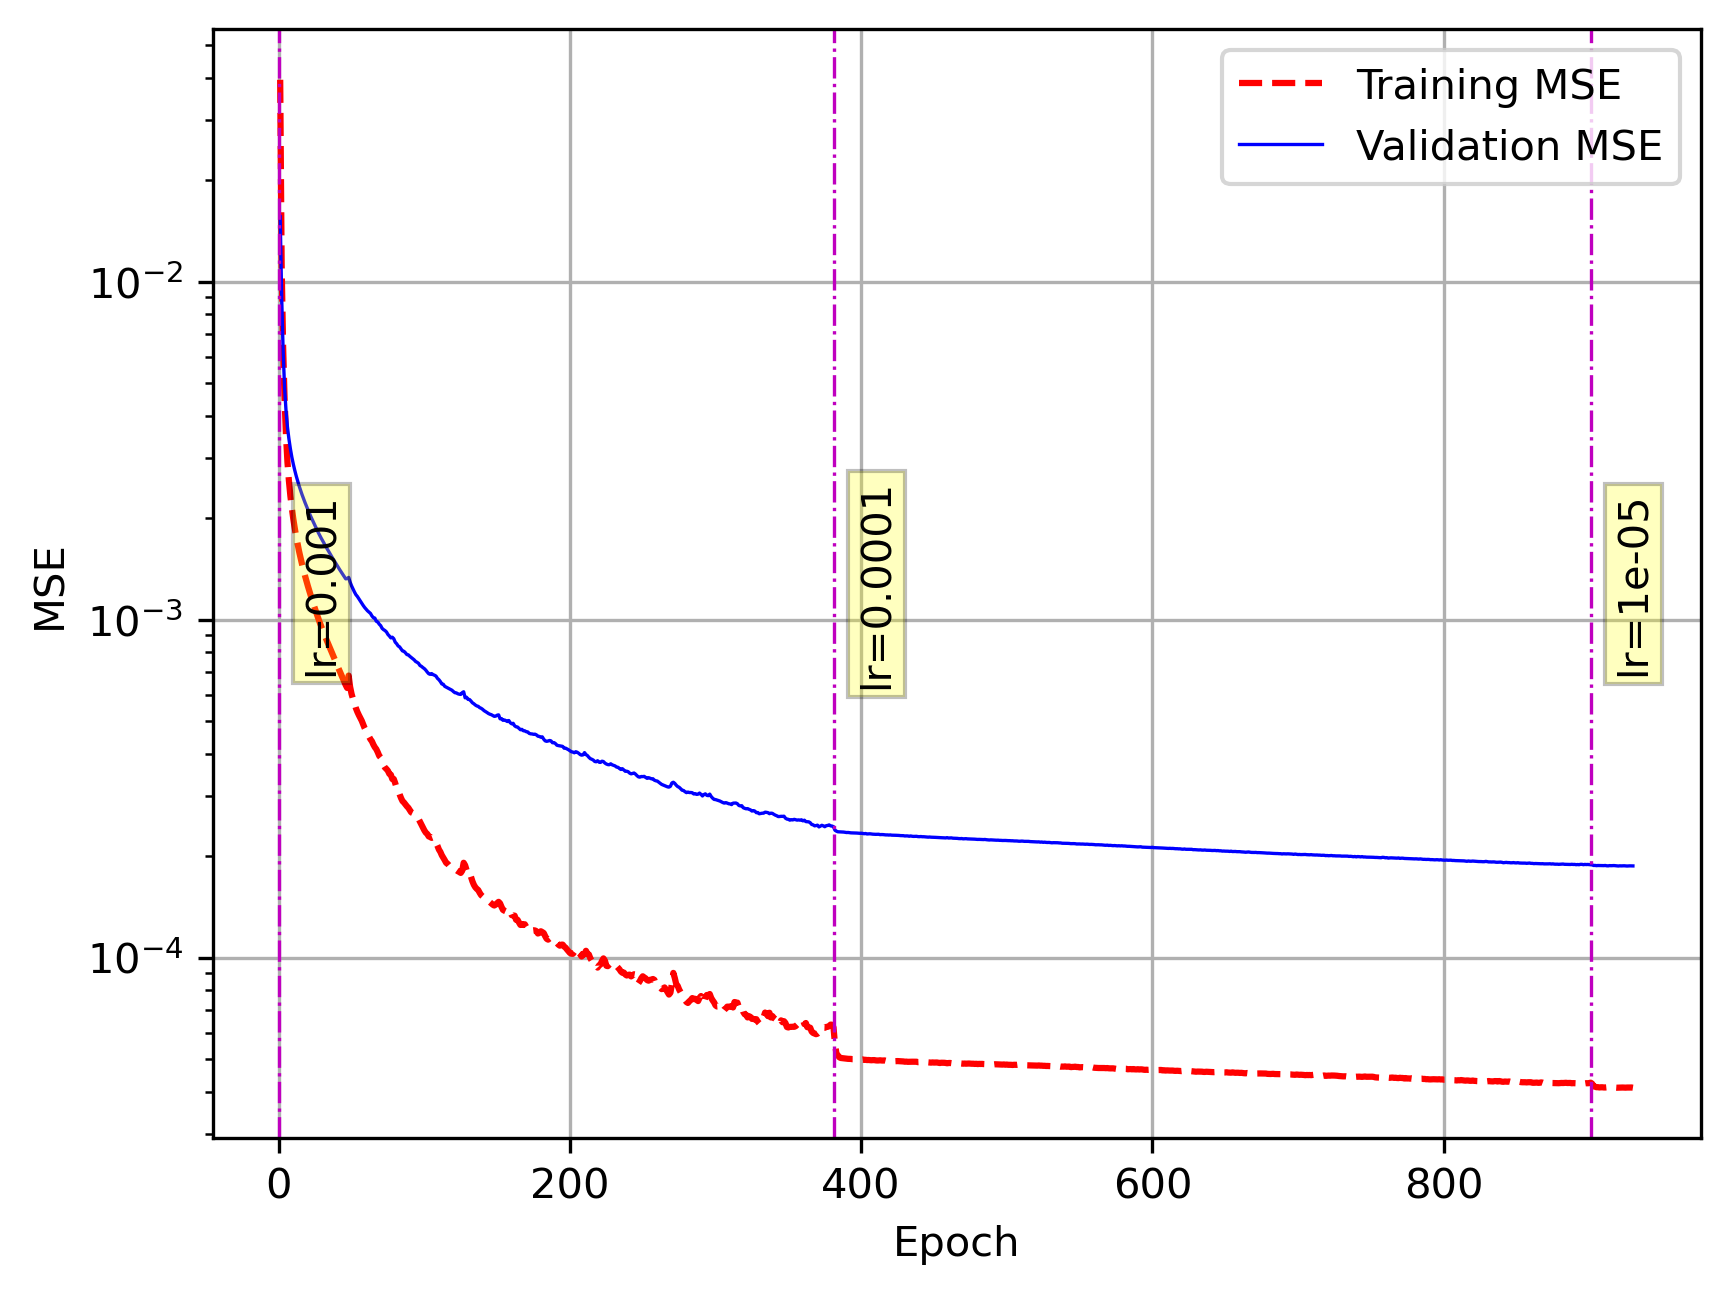 Training MSE
Validation MSE
MSE
10⁻²
10⁻³
10⁻⁴
lr=0.001
lr=0.0001
lr=1e-05
0
200
400
600
800
Epoch